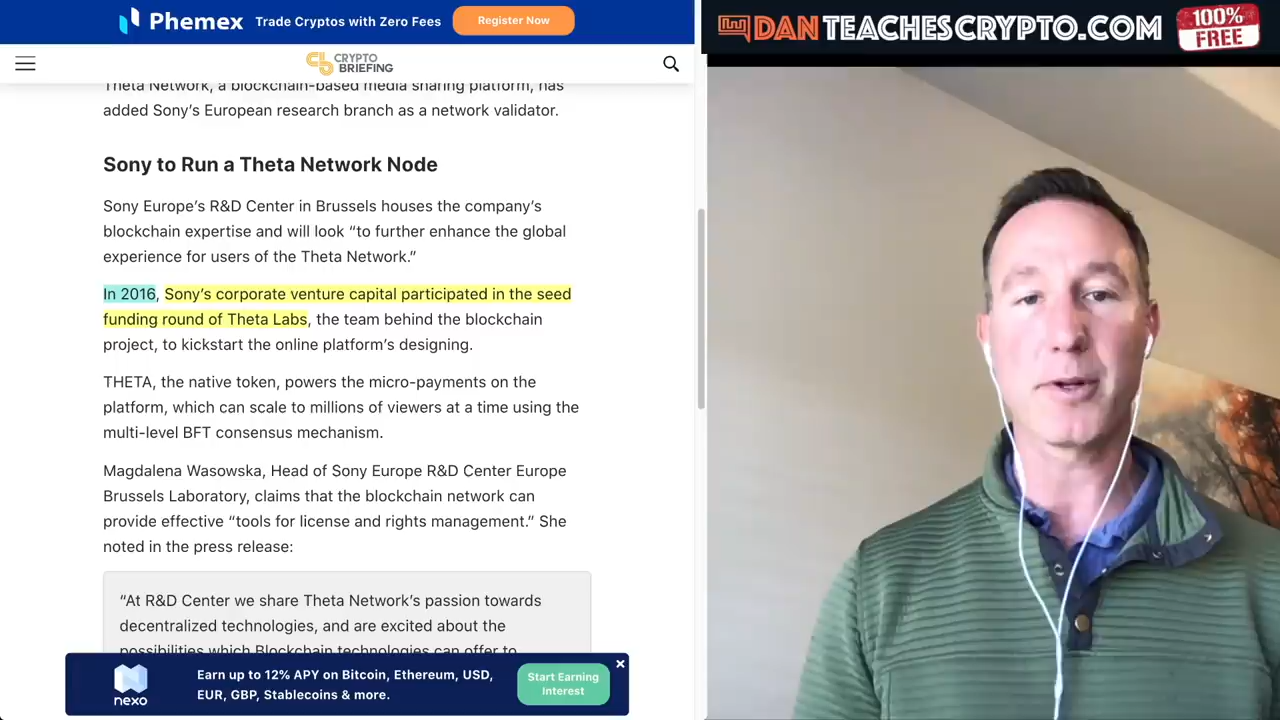 Phemex Trade Cryptos with Zero Fees Register Now
CRYPTO
BRIEFING
Theta Network, a blockchain-based media sharing platform, has
added Sony’s European research branch as a network validator.
Sony to Run a Theta Network Node
Sony Europe’s R&D Center in Brussels houses the company’s
blockchain expertise and will look “to further enhance the global
experience for users of the Theta Network.”
In 2016, Sony’s corporate venture capital participated in the seed
funding round of Theta Labs, the team behind the blockchain
project, to kickstart the online platform’s designing.
THETA, the native token, powers the micro-payments on the
platform, which can scale to millions of viewers at a time using the
multi-level BFT consensus mechanism.
Magdalena Wasowska, Head of Sony Europe R&D Center Europe
Brussels Laboratory, claims that the blockchain network can
provide effective “tools for license and rights management.” She
noted in the press release:
“At R&D Center we share Theta Network’s passion towards
decentralized technologies, and are excited about the
possibilities which Blockchain technologies can offer to
nexo
Earn up to 12% APY on Bitcoin, Ethereum, USD,
EUR, GBP, Stablecoins & more.
Start Earning
Interest
DANTEACHESCRYPTO.COM
100%
FREE